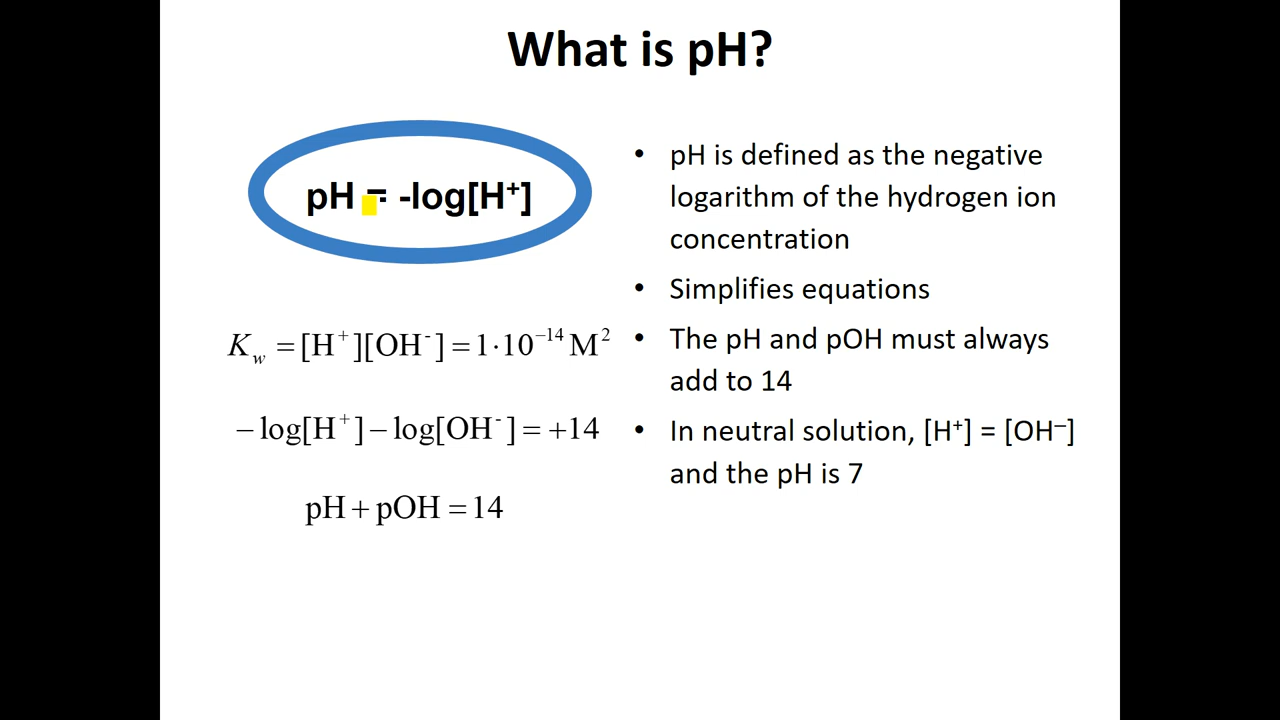 What is pH?
pH = -log[H⁺]
K_w = [H⁺][OH⁻] = 1·10⁻¹⁴ M²
− log[H⁺] − log[OH⁻] = +14
pH + pOH = 14
• pH is defined as the negative
logarithm of the hydrogen ion
concentration
• Simplifies equations
• The pH and pOH must always
add to 14
• In neutral solution, [H⁺] = [OH⁻]
and the pH is 7